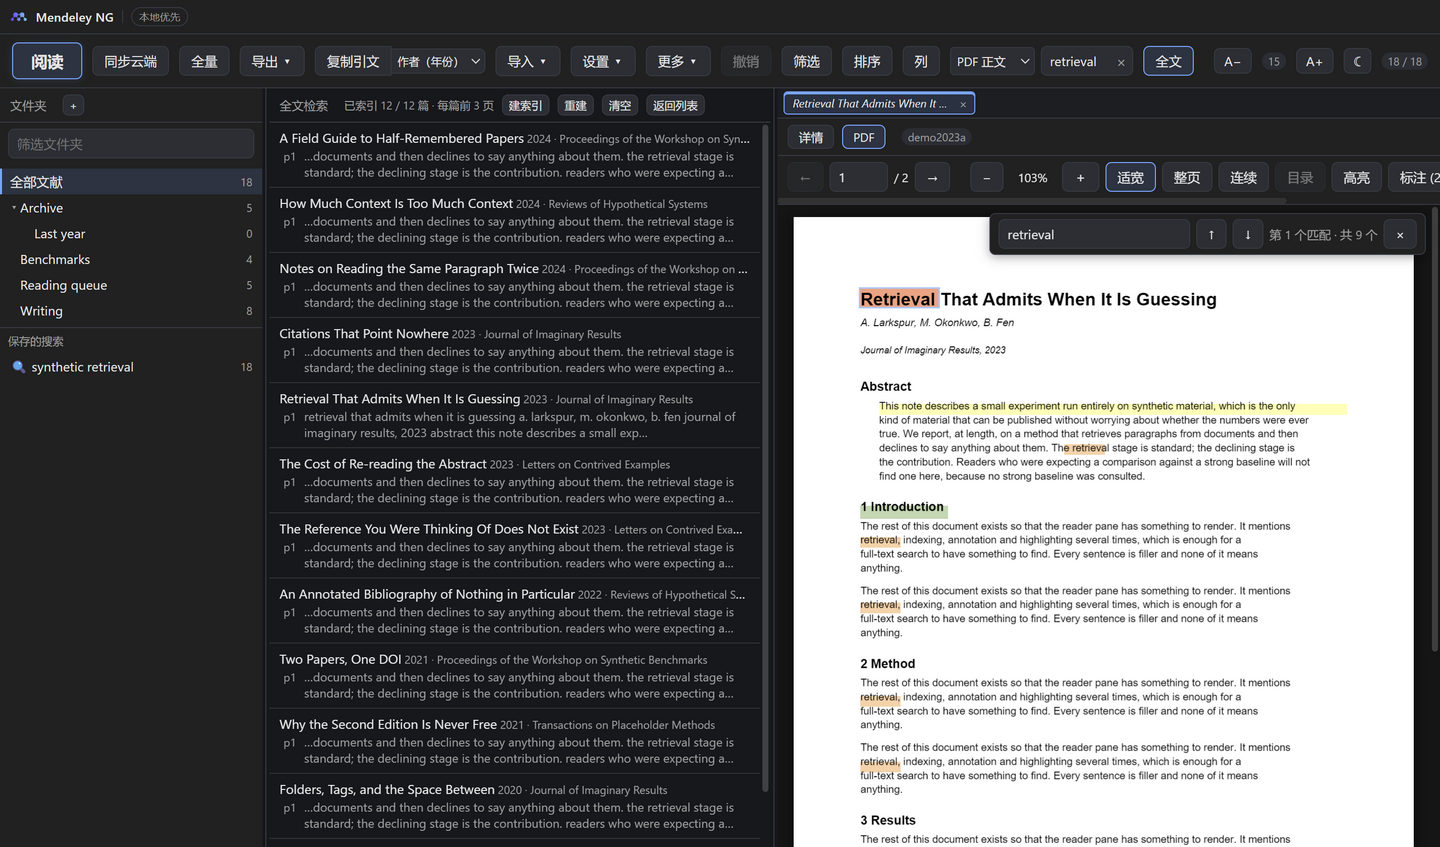 Mendeley NG 本地优先
阅读 同步云端 全量 导出 ▾ 复制引文 作者（年份） 导入 ▾ 设置 ▾ 更多 ▾ 撤销 筛选 排序 列 PDF 正文 retrieval × 全文 A− 15 A+ ☾ 18 / 18
文件夹 +
筛选文件夹
全部文献 18
▾ Archive 5
Last year 0
Benchmarks 4
Reading queue 5
Writing 8
保存的搜索
🔍 synthetic retrieval 18
全文检索 已索引 12 / 12 篇 · 每篇前 3 页 建索引 重建 清空 返回列表
A Field Guide to Half-Remembered Papers 2024 · Proceedings of the Workshop on Syn...
p1 ...documents and then declines to say anything about them. the retrieval stage is
standard; the declining stage is the contribution. readers who were expecting a...
How Much Context Is Too Much Context 2024 · Reviews of Hypothetical Systems
p1 ...documents and then declines to say anything about them. the retrieval stage is
standard; the declining stage is the contribution. readers who were expecting a...
Notes on Reading the Same Paragraph Twice 2024 · Proceedings of the Workshop on ...
p1 ...documents and then declines to say anything about them. the retrieval stage is
standard; the declining stage is the contribution. readers who were expecting a...
Citations That Point Nowhere 2023 · Journal of Imaginary Results
p1 ...documents and then declines to say anything about them. the retrieval stage is
standard; the declining stage is the contribution. readers who were expecting a...
Retrieval That Admits When It Is Guessing 2023 · Journal of Imaginary Results
p1 retrieval that admits when it is guessing a. larkspur, m. okonkwo, b. fen journal of
imaginary results, 2023 abstract this note describes a small exp...
The Cost of Re-reading the Abstract 2023 · Letters on Contrived Examples
p1 ...documents and then declines to say anything about them. the retrieval stage is
standard; the declining stage is the contribution. readers who were expecting a...
The Reference You Were Thinking Of Does Not Exist 2023 · Letters on Contrived Exa...
p1 ...documents and then declines to say anything about them. the retrieval stage is
standard; the declining stage is the contribution. readers who were expecting a...
An Annotated Bibliography of Nothing in Particular 2022 · Reviews of Hypothetical S...
p1 ...documents and then declines to say anything about them. the retrieval stage is
standard; the declining stage is the contribution. readers who were expecting a...
Two Papers, One DOI 2021 · Proceedings of the Workshop on Synthetic Benchmarks
p1 ...documents and then declines to say anything about them. the retrieval stage is
standard; the declining stage is the contribution. readers who were expecting a...
Why the Second Edition Is Never Free 2021 · Transactions on Placeholder Methods
p1 ...documents and then declines to say anything about them. the retrieval stage is
standard; the declining stage is the contribution. readers who were expecting a...
Folders, Tags, and the Space Between 2020 · Journal of Imaginary Results
p1 ...documents and then declines to say anything about them. the retrieval stage is
standard; the declining stage is the contribution. readers who were expecting a...
Retrieval That Admits When It ... ×
详情 PDF demo2023a
← 1 / 2 → − 103% + 适宽 整页 连续 目录 高亮 标注 (2
retrieval ↑ ↓ 第 1 个匹配 · 共 9 个 ×
Retrieval That Admits When It Is Guessing
A. Larkspur, M. Okonkwo, B. Fen
Journal of Imaginary Results, 2023
Abstract
This note describes a small experiment run entirely on synthetic material, which is the only
kind of material that can be published without worrying about whether the numbers were ever
true. We report, at length, on a method that retrieves paragraphs from documents and then
declines to say anything about them. The retrieval stage is standard; the declining stage is
the contribution. Readers who were expecting a comparison against a strong baseline will not
find one here, because no strong baseline was consulted.
1 Introduction
The rest of this document exists so that the reader pane has something to render. It mentions
retrieval, indexing, annotation and highlighting several times, which is enough for a
full-text search to have something to find. Every sentence is filler and none of it means
anything.
The rest of this document exists so that the reader pane has something to render. It mentions
retrieval, indexing, annotation and highlighting several times, which is enough for a
full-text search to have something to find. Every sentence is filler and none of it means
anything.
2 Method
The rest of this document exists so that the reader pane has something to render. It mentions
retrieval, indexing, annotation and highlighting several times, which is enough for a
full-text search to have something to find. Every sentence is filler and none of it means
anything.
The rest of this document exists so that the reader pane has something to render. It mentions
retrieval, indexing, annotation and highlighting several times, which is enough for a
full-text search to have something to find. Every sentence is filler and none of it means
anything.
3 Results
The rest of this document exists so that the reader pane has something to render. It mentions